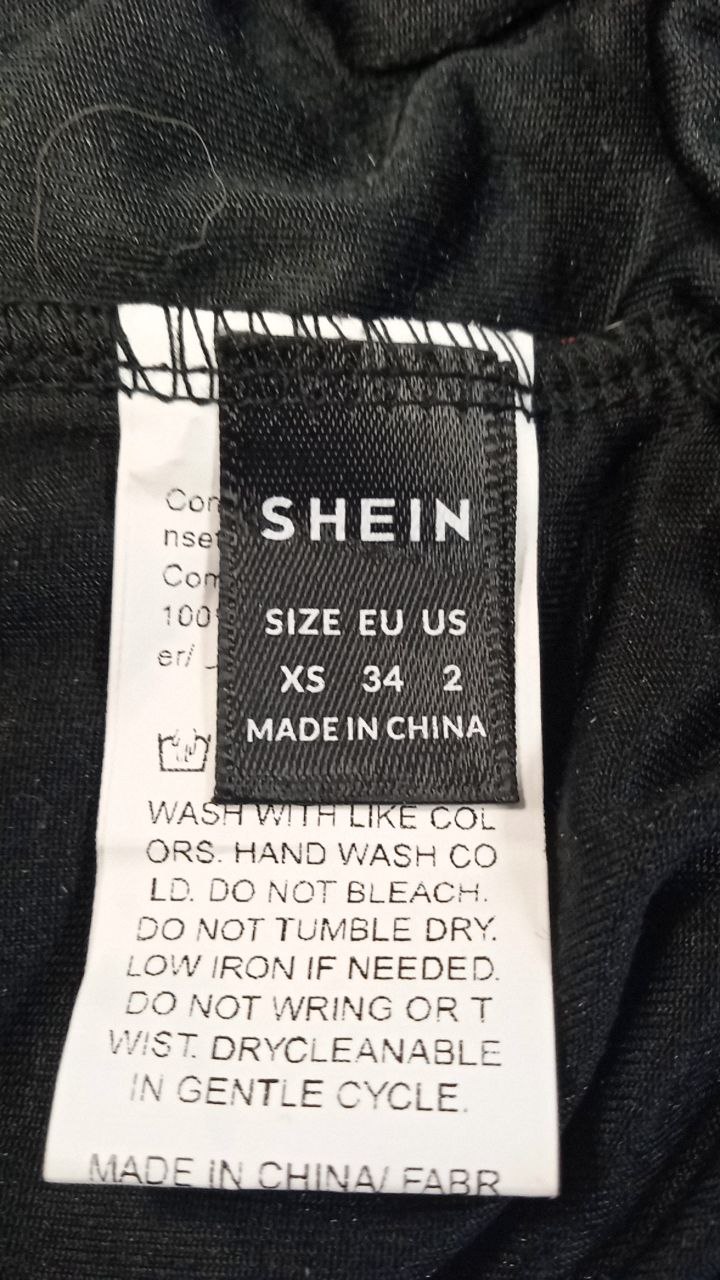 SHEIN
SIZE EU US
XS 34 2
MADE IN CHINA
100
er/
WASH WITH LIKE COL
ORS. HAND WASH CO
LD. DO NOT BLEACH.
DO NOT TUMBLE DRY.
LOW IRON IF NEEDED.
DO NOT WRING OR T
WIST. DRYCLEANABLE
IN GENTLE CYCLE.
MADE IN CHINA/ FABR